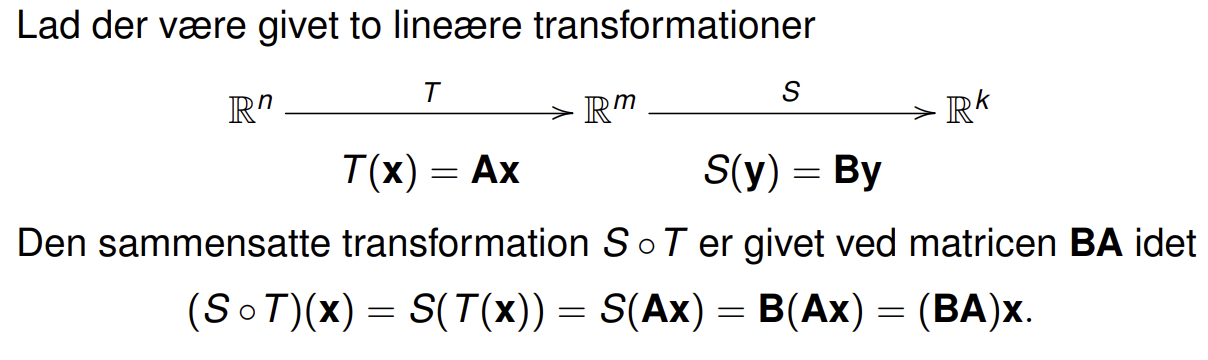 Lad der være givet to lineære transformationer
T S
ℝⁿ ⟶ ℝᵐ ⟶ ℝᵏ
T(x) = Ax S(y) = By
Den sammensatte transformation S ∘ T er givet ved matricen BA idet
(S ∘ T)(x) = S(T(x)) = S(Ax) = B(Ax) = (BA)x.